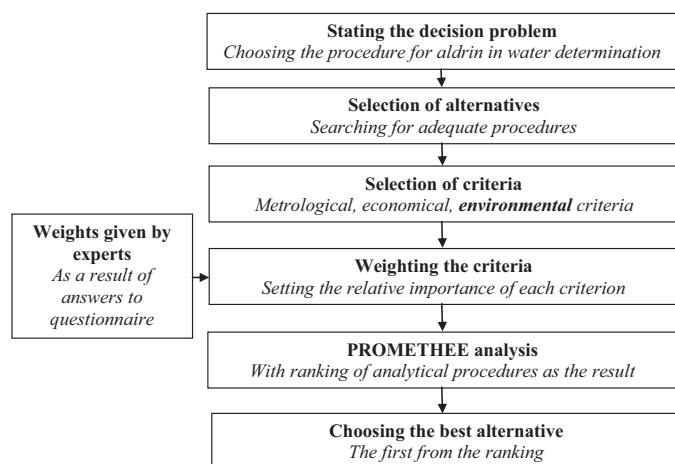 Stating the decision problem
Choosing the procedure for aldrin in water determination
Selection of alternatives
Searching for adequate procedures
Selection of criteria
Metrological, economical, environmental criteria
Weights given by
experts
As a result of
answers to
questionnaire
Weighting the criteria
Setting the relative importance of each criterion
PROMETHEE analysis
With ranking of analytical procedures as the result
Choosing the best alternative
The first from the ranking